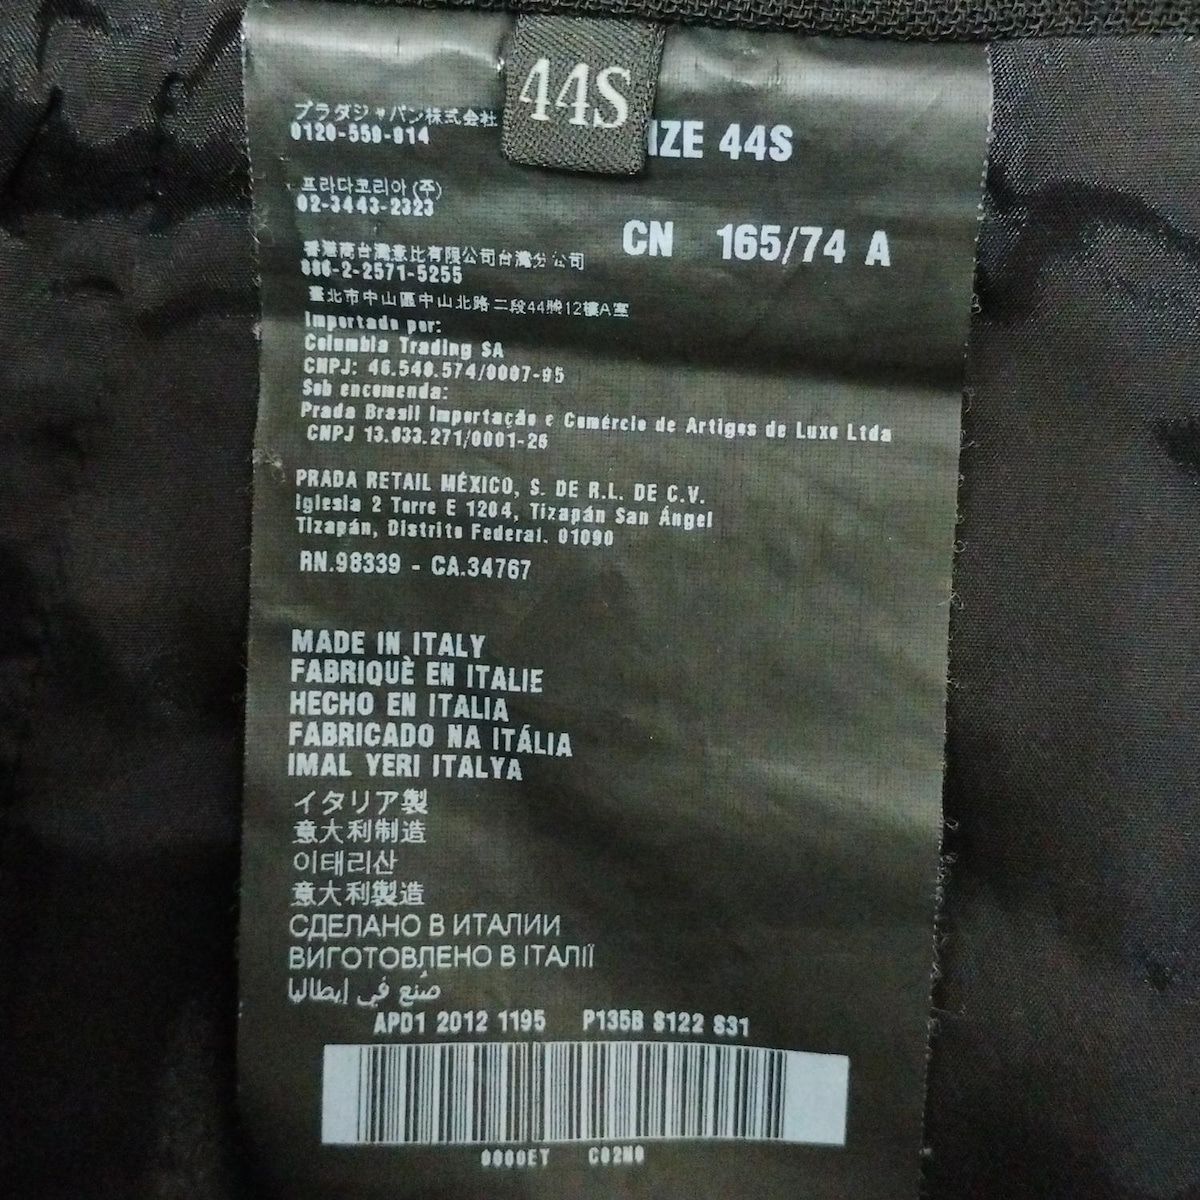 44S
IZE 44S
プラダジャパン株式会社
0120-559-914
프라다코리아 (주)
02-3443-2323
CN 165/74 A
香港商台灣意比有限公司台灣分公司
886-2-2571-5255
臺北市中山區中山北路二段44號12樓A室
Importado por:
Columbia Trading SA
CNPJ: 46.548.574/0007-95
Sob encomenda:
Prada Brasil Importação e Comércio de Artigos de Luxo Ltda
CNPJ 13.033.271/0001-26
PRADA RETAIL MÉXICO, S. DE R.L. DE C.V.
Iglesia 2 Torre E 1204, Tizapán San Ángel
Tizapán, Distrito Federal. 01090
RN.98339 - CA.34767
MADE IN ITALY
FABRIQUÈ EN ITALIE
HECHO EN ITALIA
FABRICADO NA ITÁLIA
IMAL YERI ITALYA
イタリア製
意大利制造
이태리산
意大利製造
СДЕЛАНО В ИТАЛИИ
ВИГОТОВЛЕНО В ІТАЛІЇ
صُنع في إيطاليا
AP01 2012 1195 P135B S122 S31
0000ET C02M0